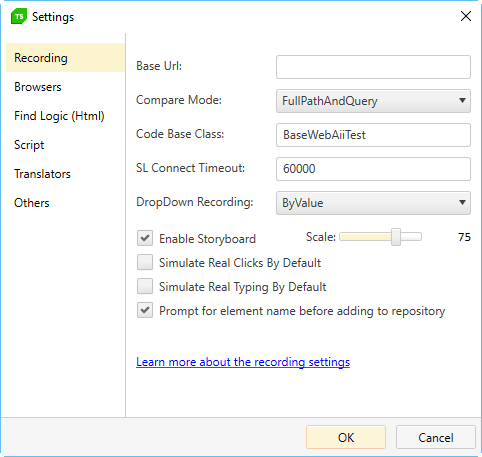 TS Settings
Recording
Browsers
Find Logic (Html)
Script
Translators
Others
Base Url:
Compare Mode: FullPathAndQuery
Code Base Class: BaseWebAiiTest
SL Connect Timeout: 60000
DropDown Recording: ByValue
Enable Storyboard Scale: 75
Simulate Real Clicks By Default
Simulate Real Typing By Default
Prompt for element name before adding to repository
Learn more about the recording settings
OK Cancel